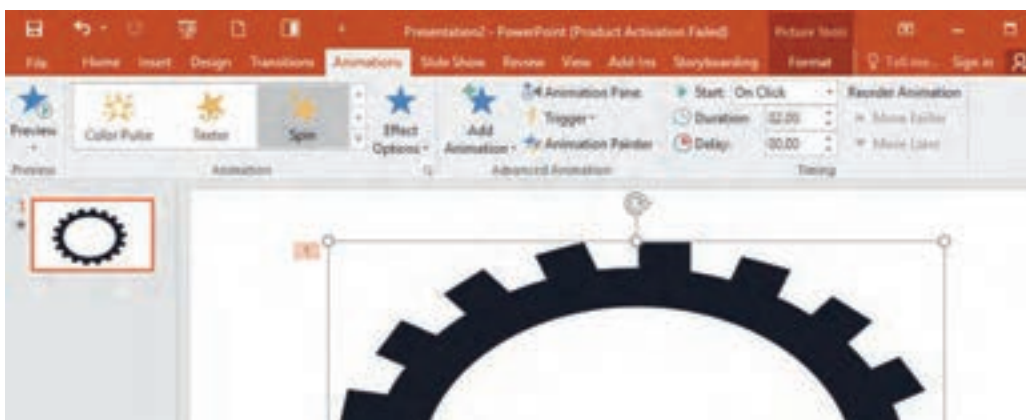 Presentation2 - PowerPoint (Product Activation Failed) Picture Tools
File Home Insert Design Transitions Animations Slide Show Review View Add-Ins Storyboarding Format Tell me... Sign in
Preview Color Pulse Teeter Spin Effect Options Add Animation Animation Pane Trigger Animation Painter Start: On Click Duration: 02.00 Delay: 00.00 Reorder Animation Move Earlier Move Later
Preview Animation Advanced Animation Timing
1
1